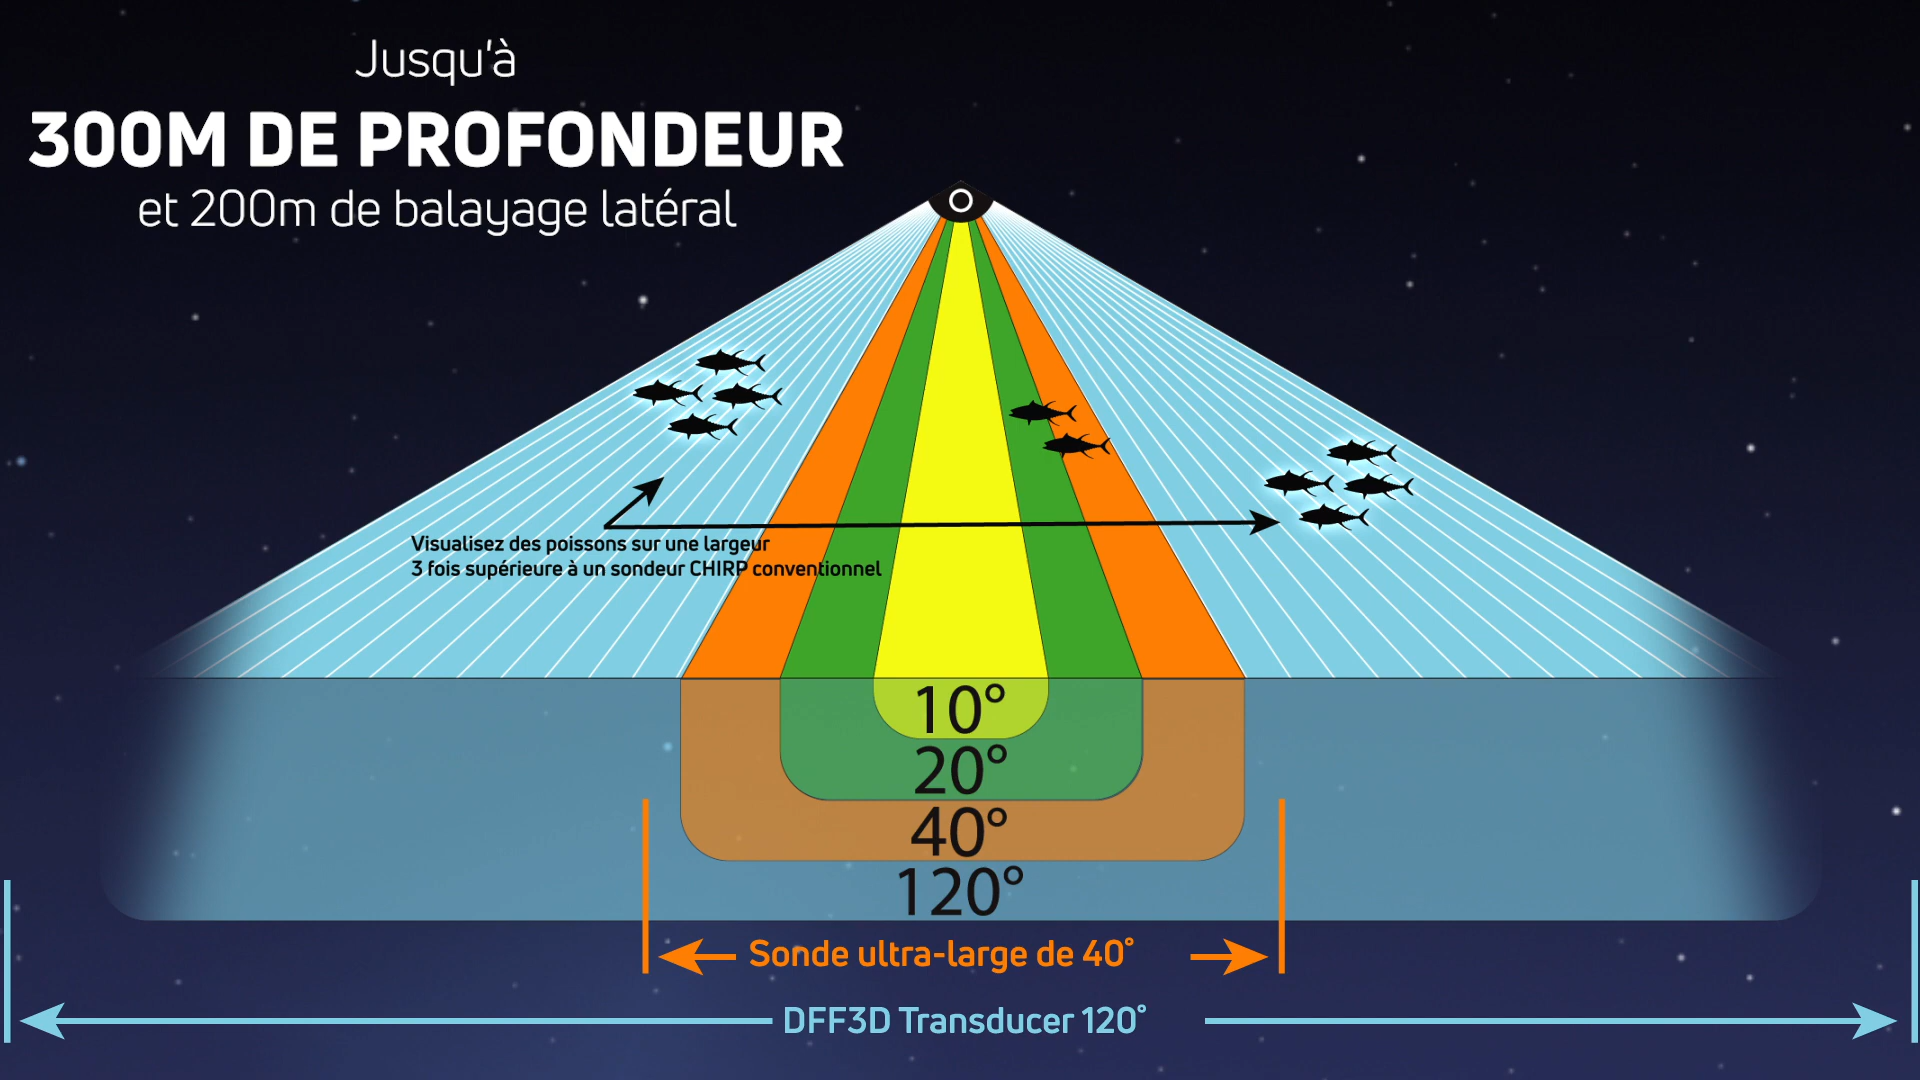 Jusqu'à
300M DE PROFONDEUR
et 200m de balayage latéral
Visualisez des poissons sur une largeur
3 fois supérieure à un sondeur CHIRP conventionnel
10°
20°
40°
120°
Sonde ultra-large de 40°
DFF3D Transducer 120°